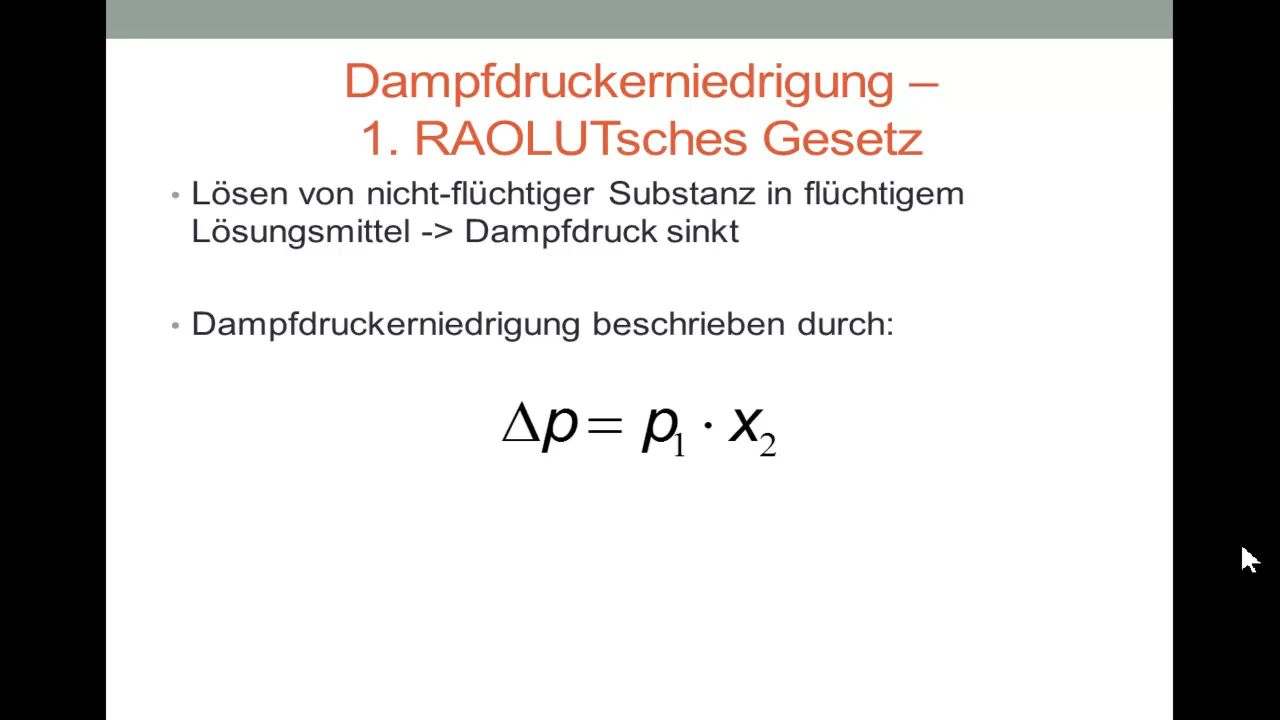 Dampfdruckerniedrigung –
1. RAOLUTsches Gesetz
• Lösen von nicht-flüchtiger Substanz in flüchtigem
Lösungsmittel -> Dampfdruck sinkt
• Dampfdruckerniedrigung beschrieben durch:
Δp = p₁ · x₂